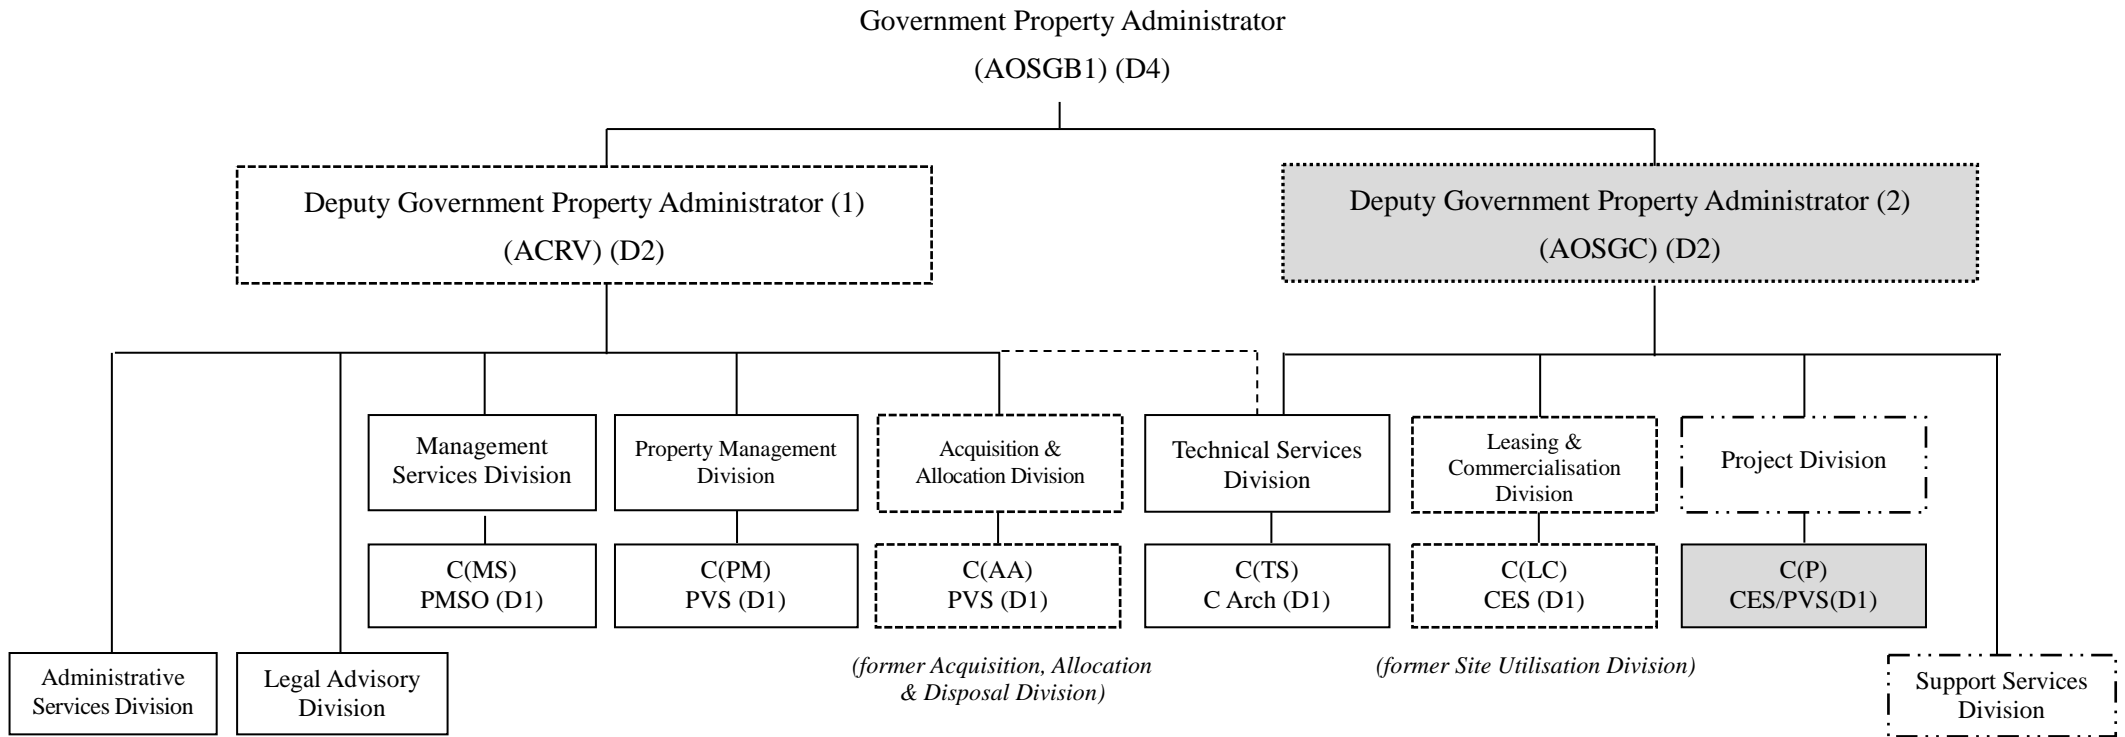 Government Property Administrator
(AOSGB1) (D4)
Deputy Government Property Administrator (1)
(ACRV) (D2)
Deputy Government Property Administrator (2)
(AOSGC) (D2)
Management
Services Division
Property Management
Division
Acquisition &
Allocation Division
Technical Services
Division
Leasing &
Commercialisation
Division
Project Division
C(MS)
PMSO (D1)
C(PM)
PVS (D1)
C(AA)
PVS (D1)
C(TS)
C Arch (D1)
C(LC)
CES (D1)
C(P)
CES/PVS(D1)
Administrative
Services Division
Legal Advisory
Division
(former Acquisition, Allocation
& Disposal Division)
(former Site Utilisation Division)
Support Services
Division